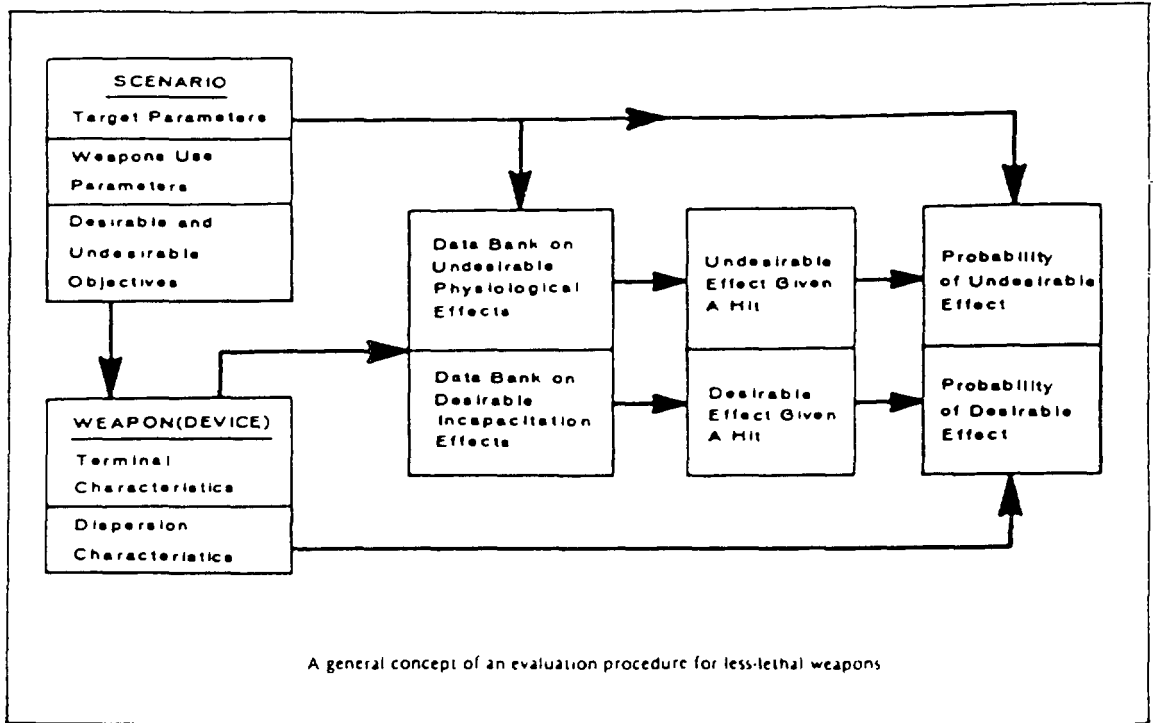 SCENARIO
Target Parameters
Weapons Use
Parameters
Desirable and
Undesirable
Objectives
WEAPON(DEVICE)
Terminal
Characteristics
Dispersion
Characteristics
Data Bank on
Undesirable
Physiological
Effects
Data Bank on
Desirable
Incapacitation
Effects
Undesirable
Effect Given
A Hit
Desirable
Effect Given
A Hit
Probability
of Undesirable
Effect
Probability
of Desirable
Effect
A general concept of an evaluation procedure for less-lethal weapons